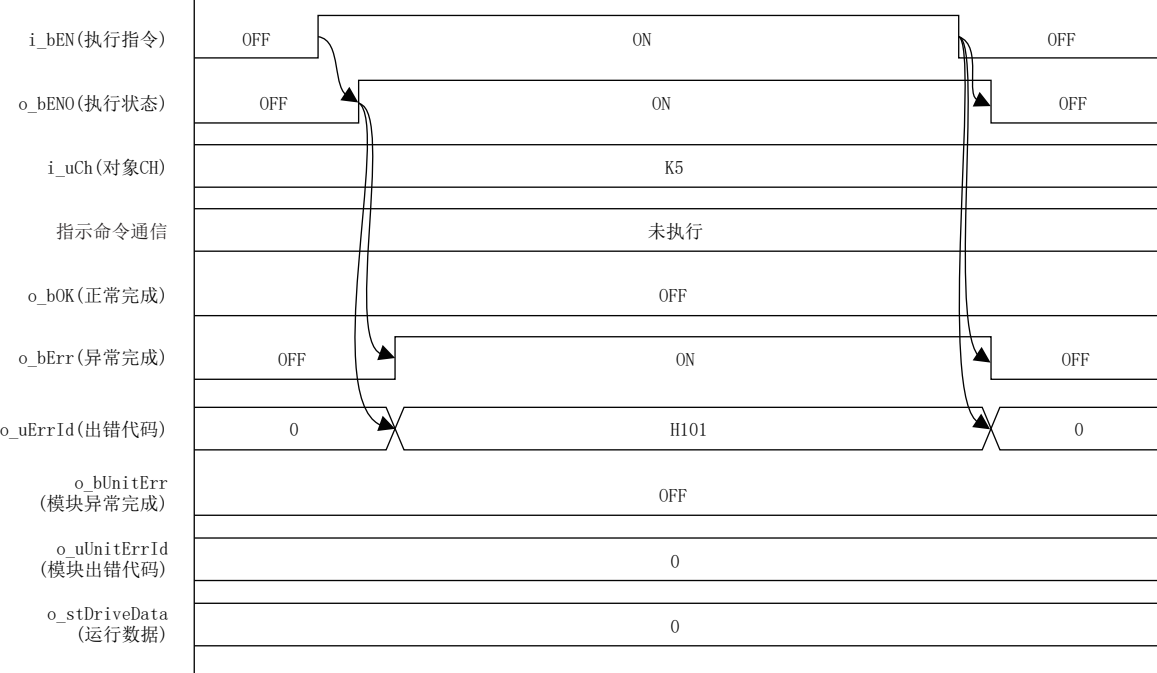 i_bEN(执行指令) OFF ON OFF
o_bENO(执行状态) OFF ON OFF
i_uCh(对象CH) K5
指示命令通信 未执行
o_bOK(正常完成) OFF
o_bErr(异常完成) OFF ON OFF
o_uErrId(出错代码) 0 H101 0
o_bUnitErr
(模块异常完成) OFF
o_uUnitErrId
(模块出错代码) 0
o_stDriveData
(运行数据) 0